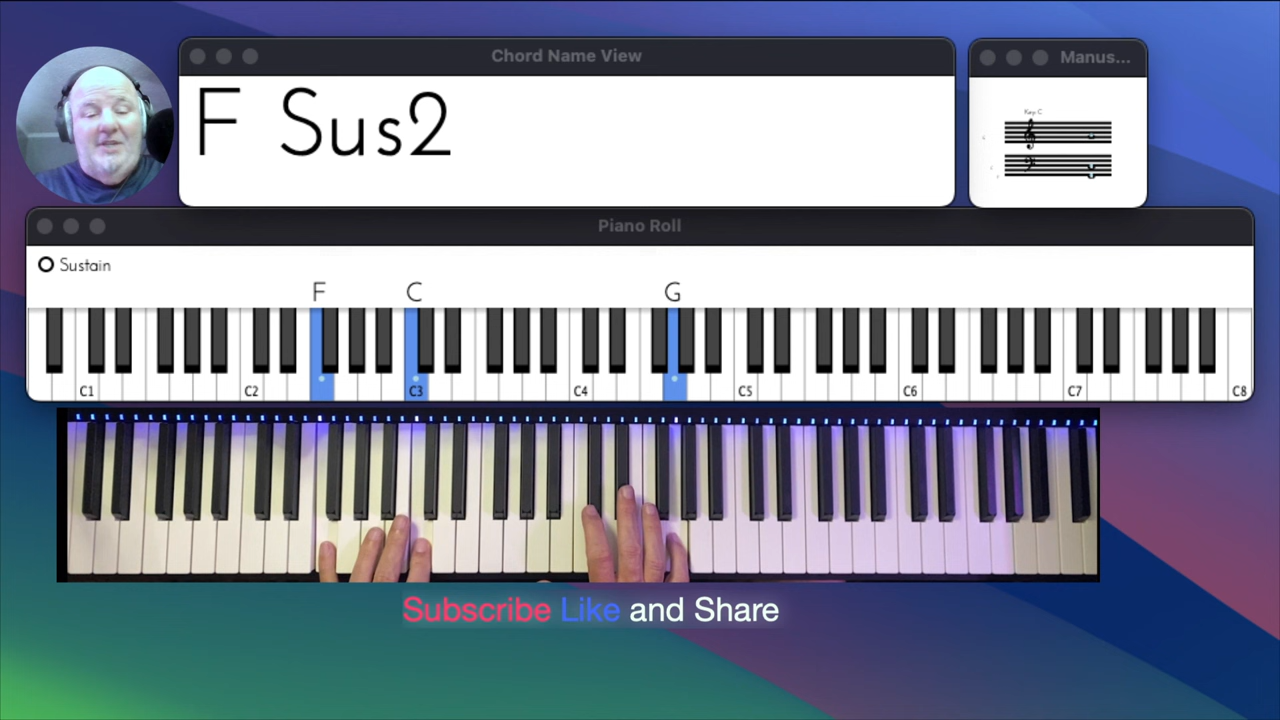 Chord Name View
Manus...
F Sus2
Key: C
Piano Roll
Sustain
F C G
C1 C2 C3 C4 C5 C6 C7 C8
Subscribe Like and Share